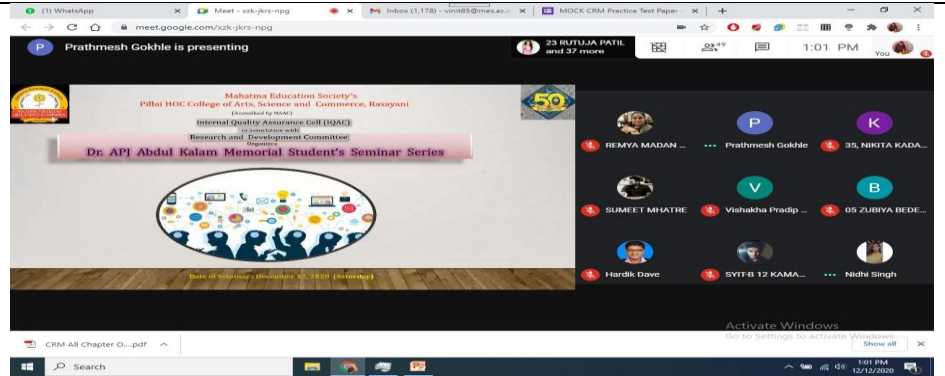 (1) WhatsApp
Meet - xzk-jkrs-npg
Inbox (1,178) - vinit85@mes.ac.in
MOCK CRM Practice Test Paper -
meet.google.com/xzk-jkrs-npg
P
Prathmesh Gokhle is presenting
23 RUTUJA PATIL
and 37 more
49
1:01 PM
You
Mahatma Education Society's
Pillai HOC College of Arts, Science and Commerce, Rasayani
(Accredited by NAAC)
Internal Quality Assurance Cell (IQAC)
in association with
Research and Development Committee
Organizes
Dr. APJ Abdul Kalam Memorial Student's Seminar Series
50
Date of Seminar: December 12, 2020 (Saturday)
P
K
REMYA MADAN ...
Prathmesh Gokhle
35, NIKITA KADA...
V
B
SUMEET MHATRE
Vishakha Pradip ...
05 ZUBIYA BEDE...
Hardik Dave
SYIT-B 12 KAMA...
Nidhi Singh
Activate Windows
Go to Settings to activate Windows.
CRM All Chapter O....pdf
Show all
Search
1:01 PM
12/12/2020